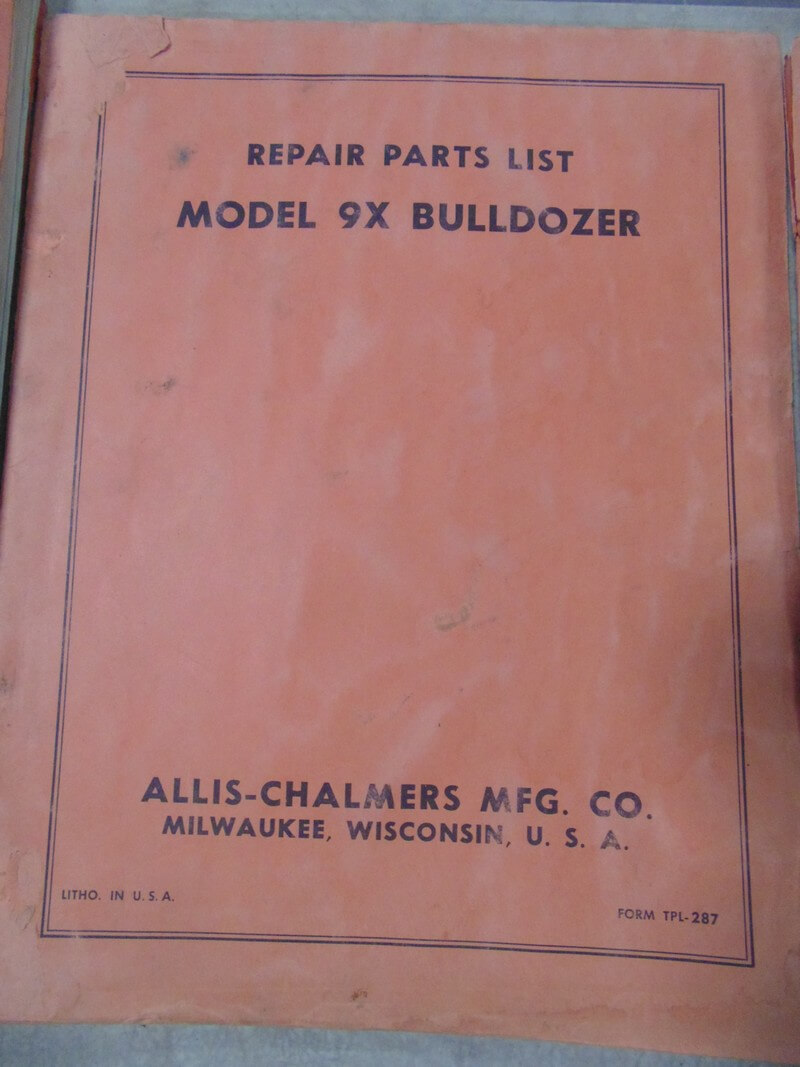 REPAIR PARTS LIST
MODEL 9X BULLDOZER
ALLIS-CHALMERS MFG. CO.
MILWAUKEE, WISCONSIN, U. S. A.
LITHO. IN U. S. A.
FORM TPL-287